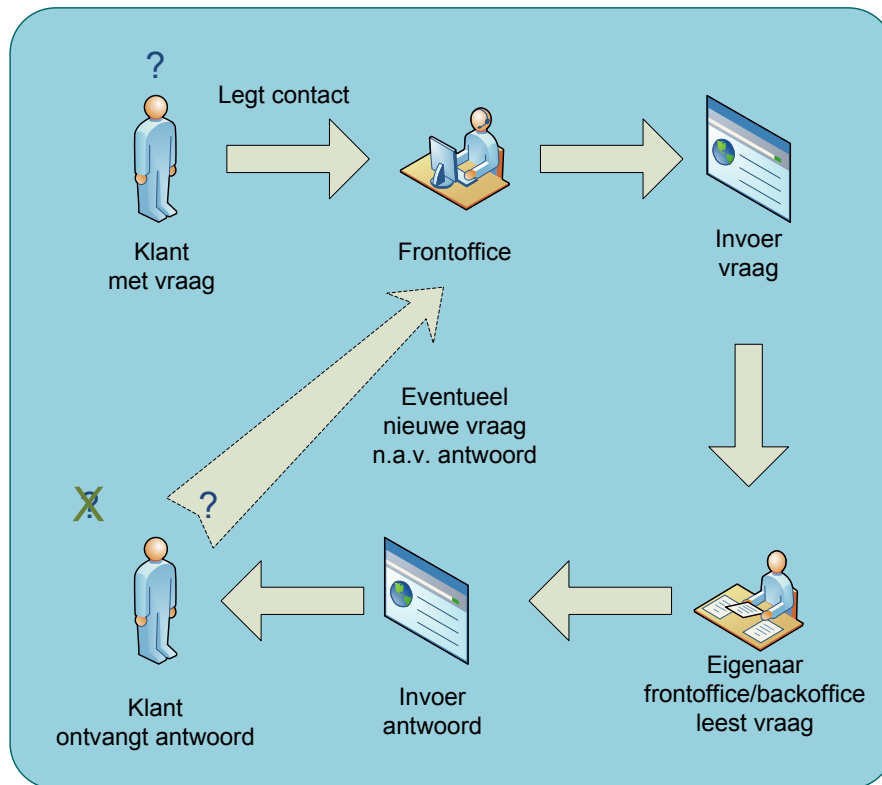 ?
Legt contact
Klant
met vraag
Frontoffice
Invoer
vraag
Eventueel
nieuwe vraag
n.a.v. antwoord
?
?
Klant
ontvangt antwoord
Invoer
antwoord
Eigenaar
frontoffice/backoffice
leest vraag